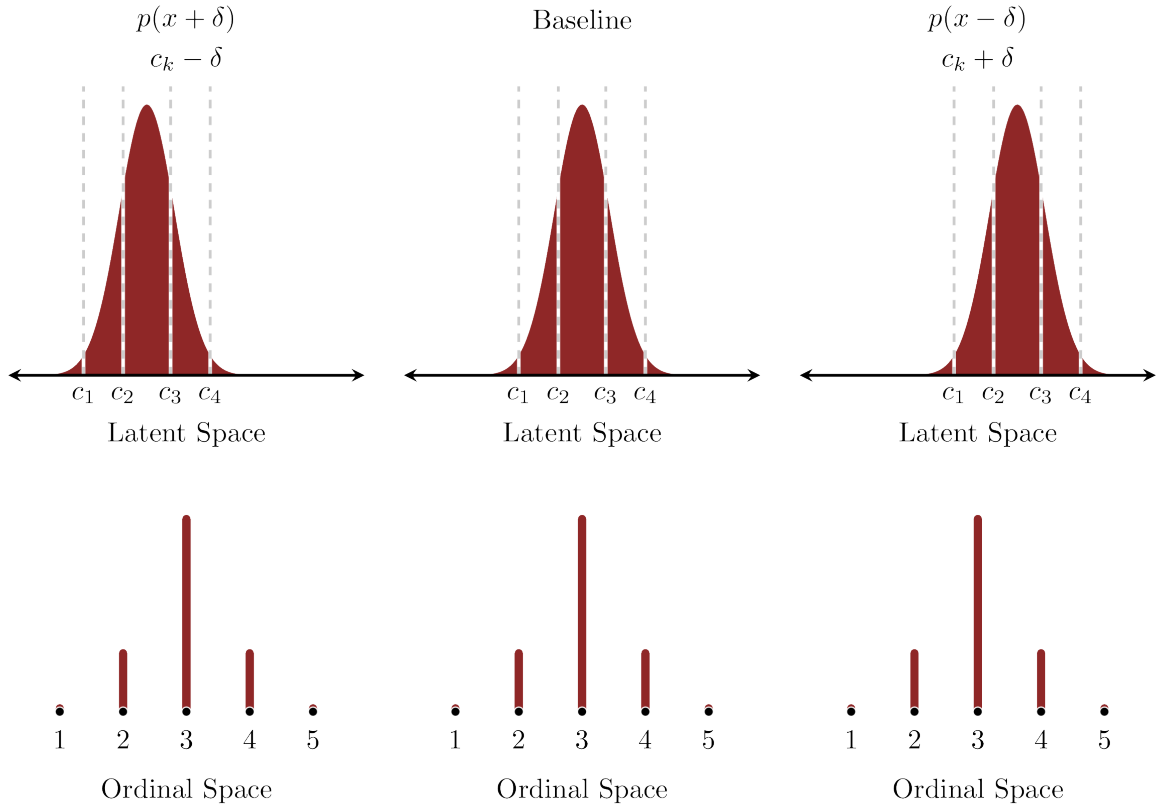 p(x + δ) Baseline p(x − δ)
c_k − δ c_k + δ
c_1 c_2 c_3 c_4 c_1 c_2 c_3 c_4 c_1 c_2 c_3 c_4
Latent Space Latent Space Latent Space
1 2 3 4 5 1 2 3 4 5 1 2 3 4 5
Ordinal Space Ordinal Space Ordinal Space